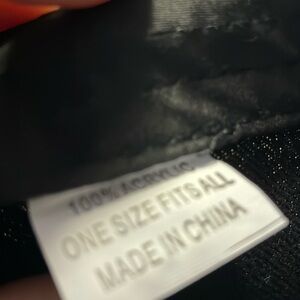 100% ACRYLIC
ONE SIZE FITS ALL
MADE IN CHINA